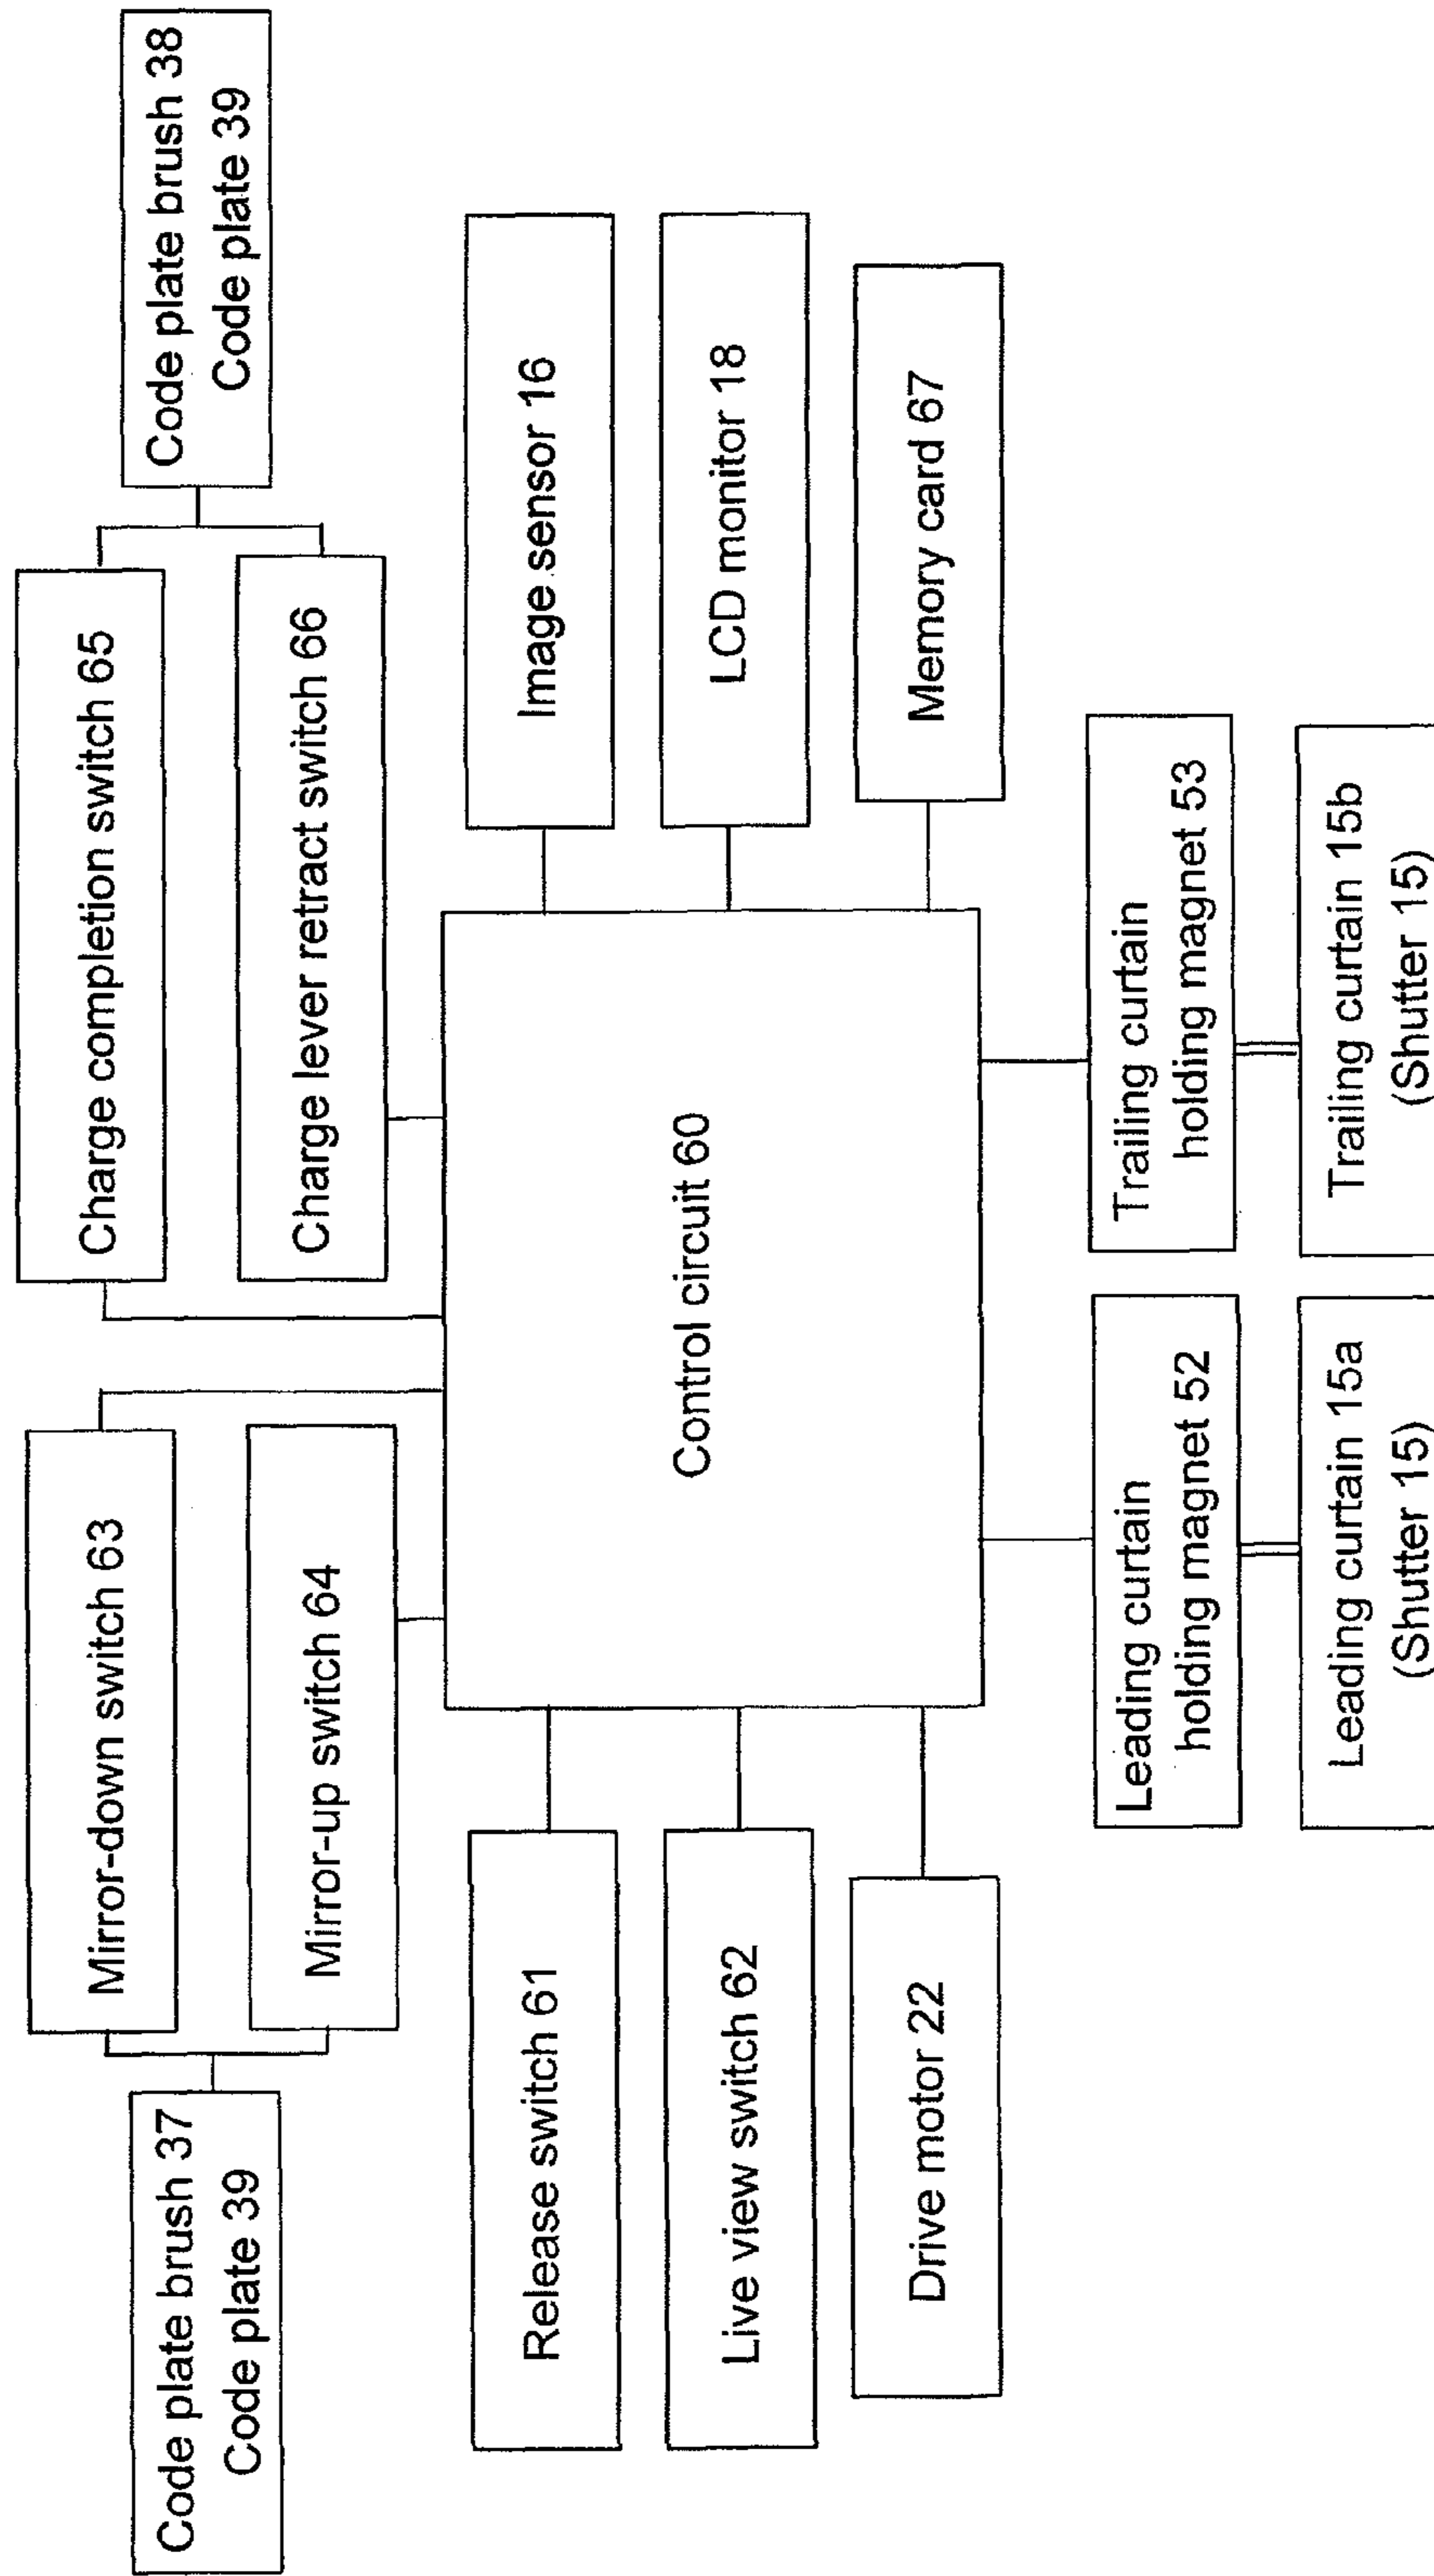 Code plate brush 37
Code plate 39
Mirror-down switch 63
Mirror-up switch 64
Charge completion switch 65
Charge lever retract switch 66
Code plate brush 38
Code plate 39
Release switch 61
Live view switch 62
Drive motor 22
Control circuit 60
Image sensor 16
LCD monitor 18
Memory card 67
Leading curtain
holding magnet 52
Trailing curtain
holding magnet 53
Leading curtain 15a
(Shutter 15)
Trailing curtain 15b
(Shutter 15)